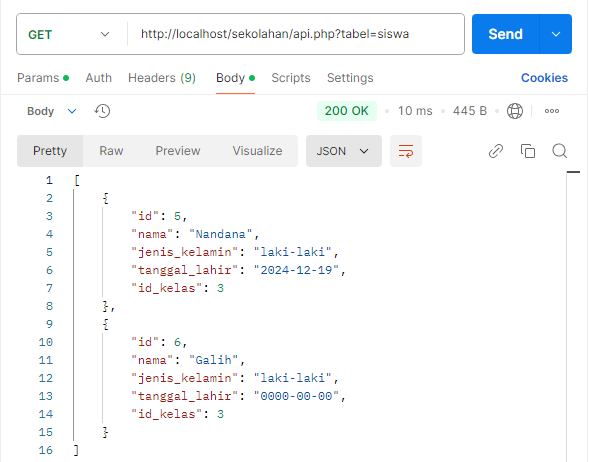 GET http://localhost/sekolahan/api.php?tabel=siswa Send
Params Auth Headers (9) Body Scripts Settings Cookies
Body 200 OK 10 ms 445 B
Pretty Raw Preview Visualize JSON
1 [
2 {
3 "id": 5,
4 "nama": "Nandana",
5 "jenis_kelamin": "laki-laki",
6 "tanggal_lahir": "2024-12-19",
7 "id_kelas": 3
8 },
9 {
10 "id": 6,
11 "nama": "Galih",
12 "jenis_kelamin": "laki-laki",
13 "tanggal_lahir": "0000-00-00",
14 "id_kelas": 3
15 }
16 ]